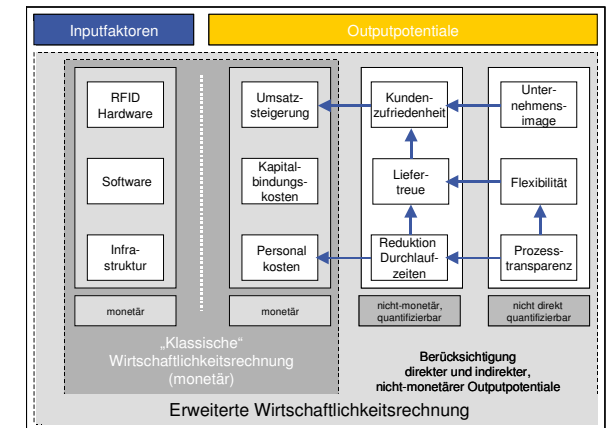 Inputfaktoren
Outputpotentiale
RFID
Hardware
Software
Infra-
struktur
monetär
Umsatz-
steigerung
Kapital-
bindungs-
kosten
Personal
kosten
monetär
Kunden-
zufriedenheit
Liefer-
treue
Reduktion
Durchlauf-
zeiten
nicht-monetär,
quantifizierbar
Unter-
nehmens-
image
Flexibilität
Prozess-
transparenz
nicht direkt
quantifizierbar
„Klassische“
Wirtschaftlichkeitsrechnung
(monetär)
Berücksichtigung
direkter und indirekter,
nicht-monetärer Outputpotentiale
Erweiterte Wirtschaftlichkeitsrechnung